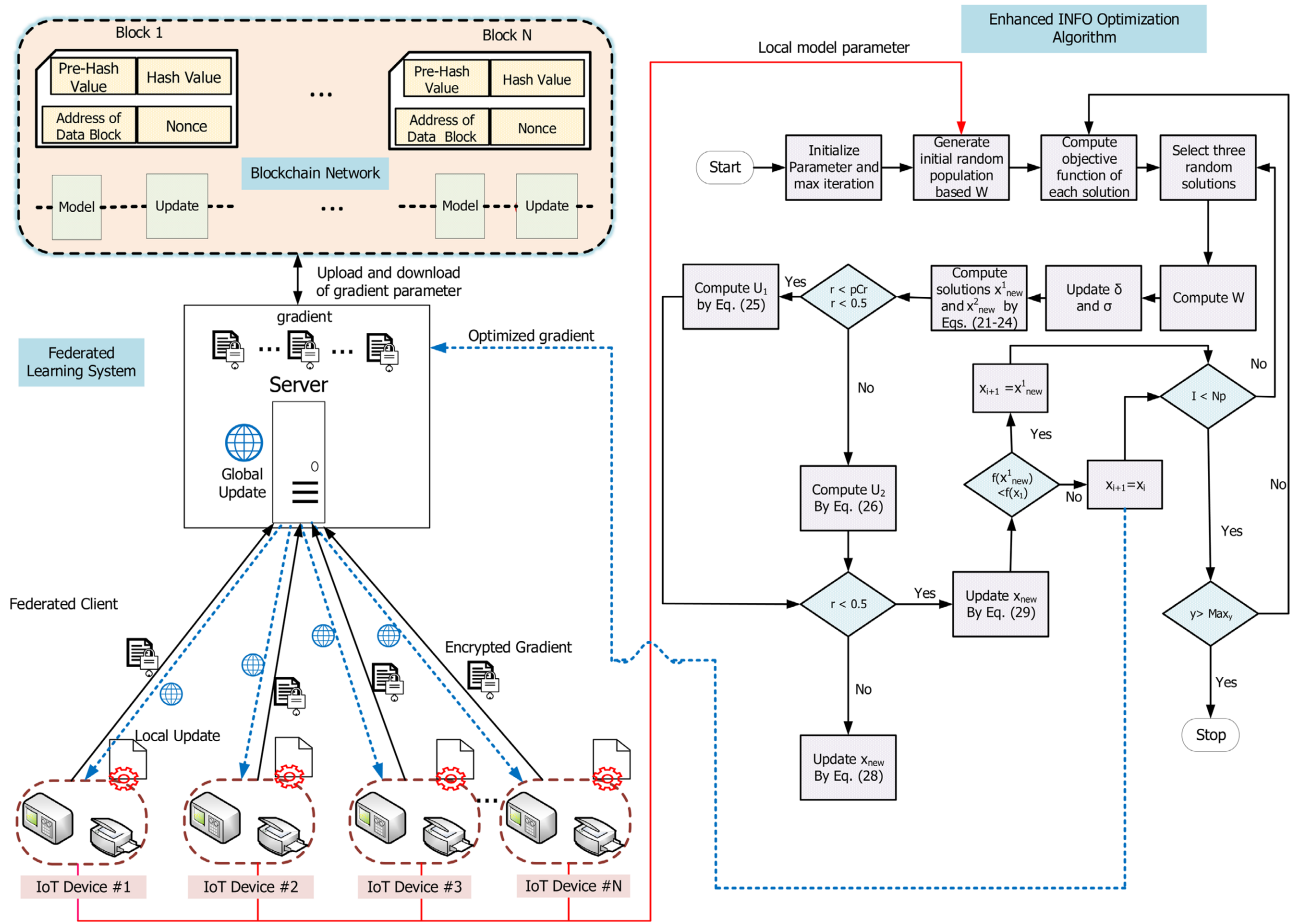 Block 1
Pre-Hash
Value
Hash Value
Address of
Data Block
Nonce
...
Block N
Pre-Hash
Value
Hash Value
Address of
Data Block
Nonce
Blockchain Network
Model
Update
...
Model
Update
Upload and download
of gradient parameter
Federated
Learning System
gradient
... ...
Server
Global
Update
Optimized gradient
Federated Client
Encrypted Gradient
Local Update
...
IoT Device #1
IoT Device #2
IoT Device #3
IoT Device #N
Enhanced INFO Optimization
Algorithm
Local model parameter
Start
Initialize
Parameter and
max iteration
Generate
initial random
population
based W
Compute
objective
function of
each solution
Select three
random
solutions
Compute W
Update δ
and σ
Compute
solutions x¹new
and x²new by
Eqs. (21-24)
r < pCr
r < 0.5
Yes
Compute U₁
by Eq. (25)
No
Compute U₂
By Eq. (26)
r < 0.5
Yes
Update xnew
By Eq. (29)
No
Update xnew
By Eq. (28)
f(x¹new)
<f(x₁)
Yes
xi+1 =x¹new
No
xi+1=xi
I < Np
No
Yes
y> Maxy
No
Yes
Stop